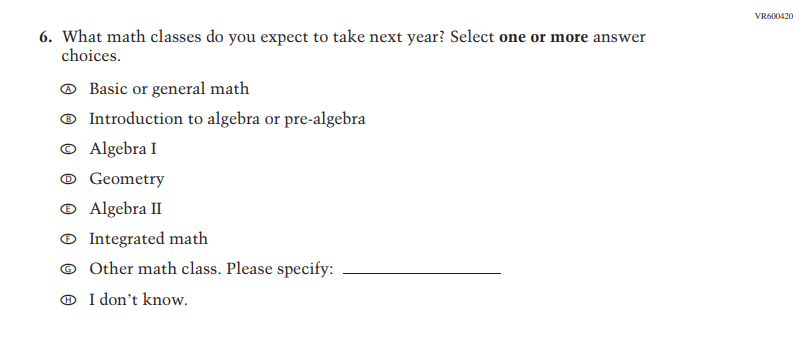 VR600420
6. What math classes do you expect to take next year? Select one or more answer
choices.
A Basic or general math
B Introduction to algebra or pre-algebra
C Algebra I
D Geometry
E Algebra II
F Integrated math
G Other math class. Please specify:
H I don’t know.